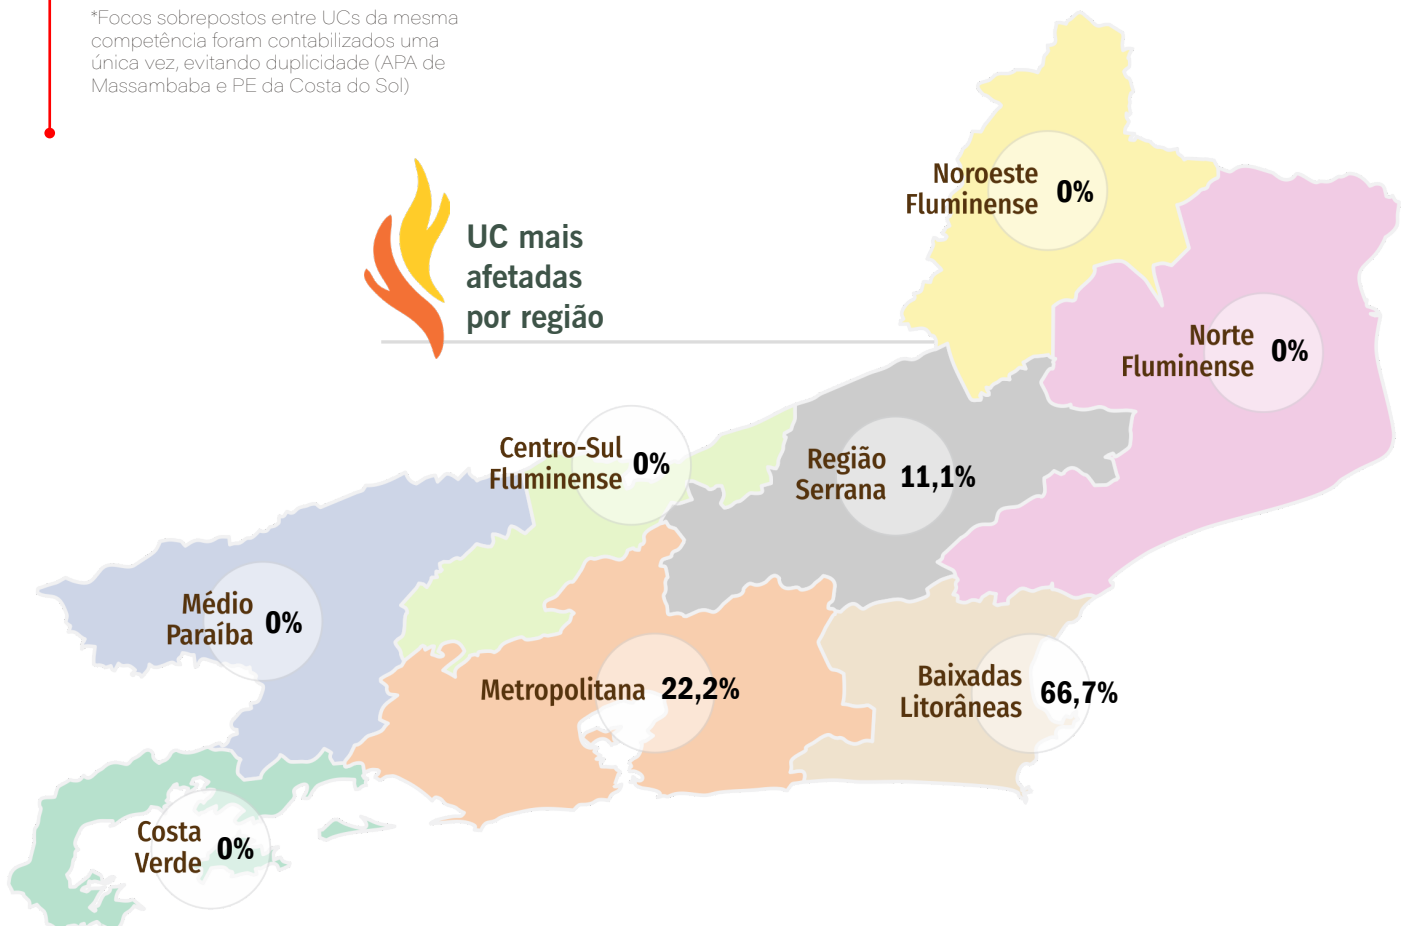 *Focos sobrepostos entre UCs da mesma
competência foram contabilizados uma
única vez, evitando duplicidade (APA de
Massambaba e PE da Costa do Sol)
UC mais
afetadas
por região
Noroeste
Fluminense
0%
Norte
Fluminense
0%
Centro-Sul
Fluminense
0%
Região
Serrana
11,1%
Médio
Paraíba
0%
Metropolitana
22,2%
Baixadas
Litorâneas
66,7%
Costa
Verde
0%